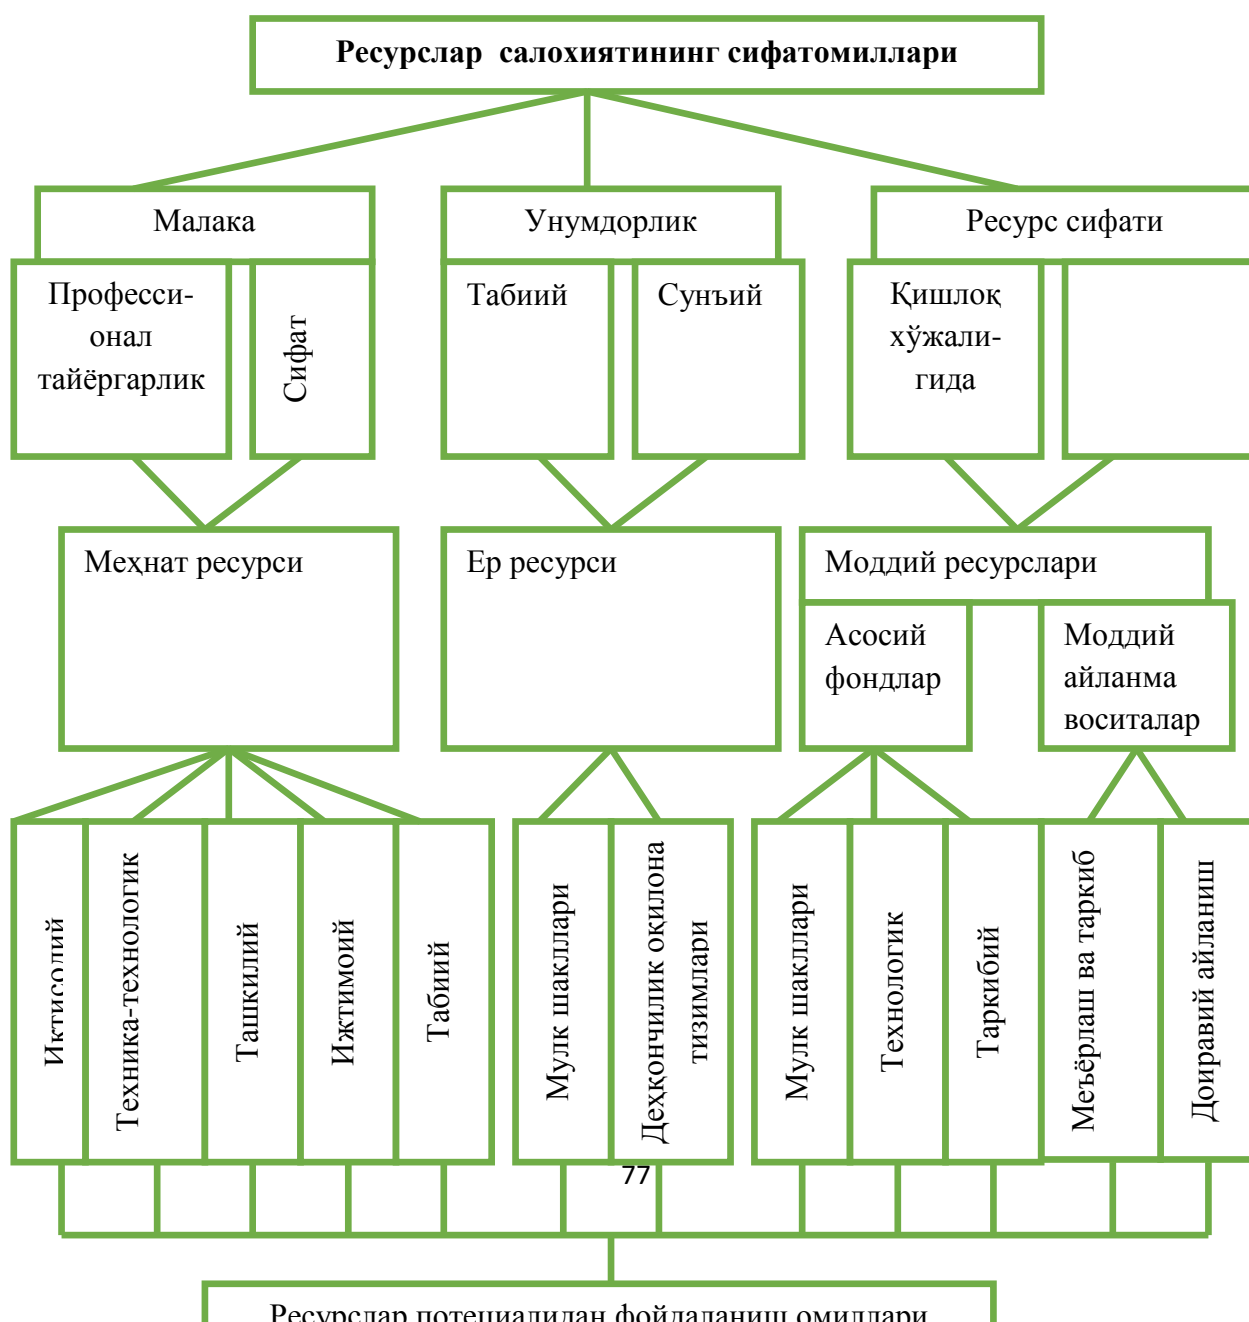 Ресурслар салохиятининг сифатомиллари
Малака
Унумдорлик
Ресурс сифати
Професси-
онал
тайёргарлик
Сифат
Табиий
Сунъий
Қишлоқ
хўжали-
гида
Меҳнат ресурси
Ер ресурси
Моддий ресурслари
Асосий
фондлар
Моддий
айланма
воситалар
Иқтисодий
Техника-технологик
Ташкилий
Ижтимоий
Табиий
Мулк шакллари
Деҳқончилик оқилона
тизимлари
Мулк шакллари
Технологик
Таркибий
Меъёрлаш ва таркиб
Доиравий айланиш
77
Ресурслар потециалидан фойдаланиш омиллари